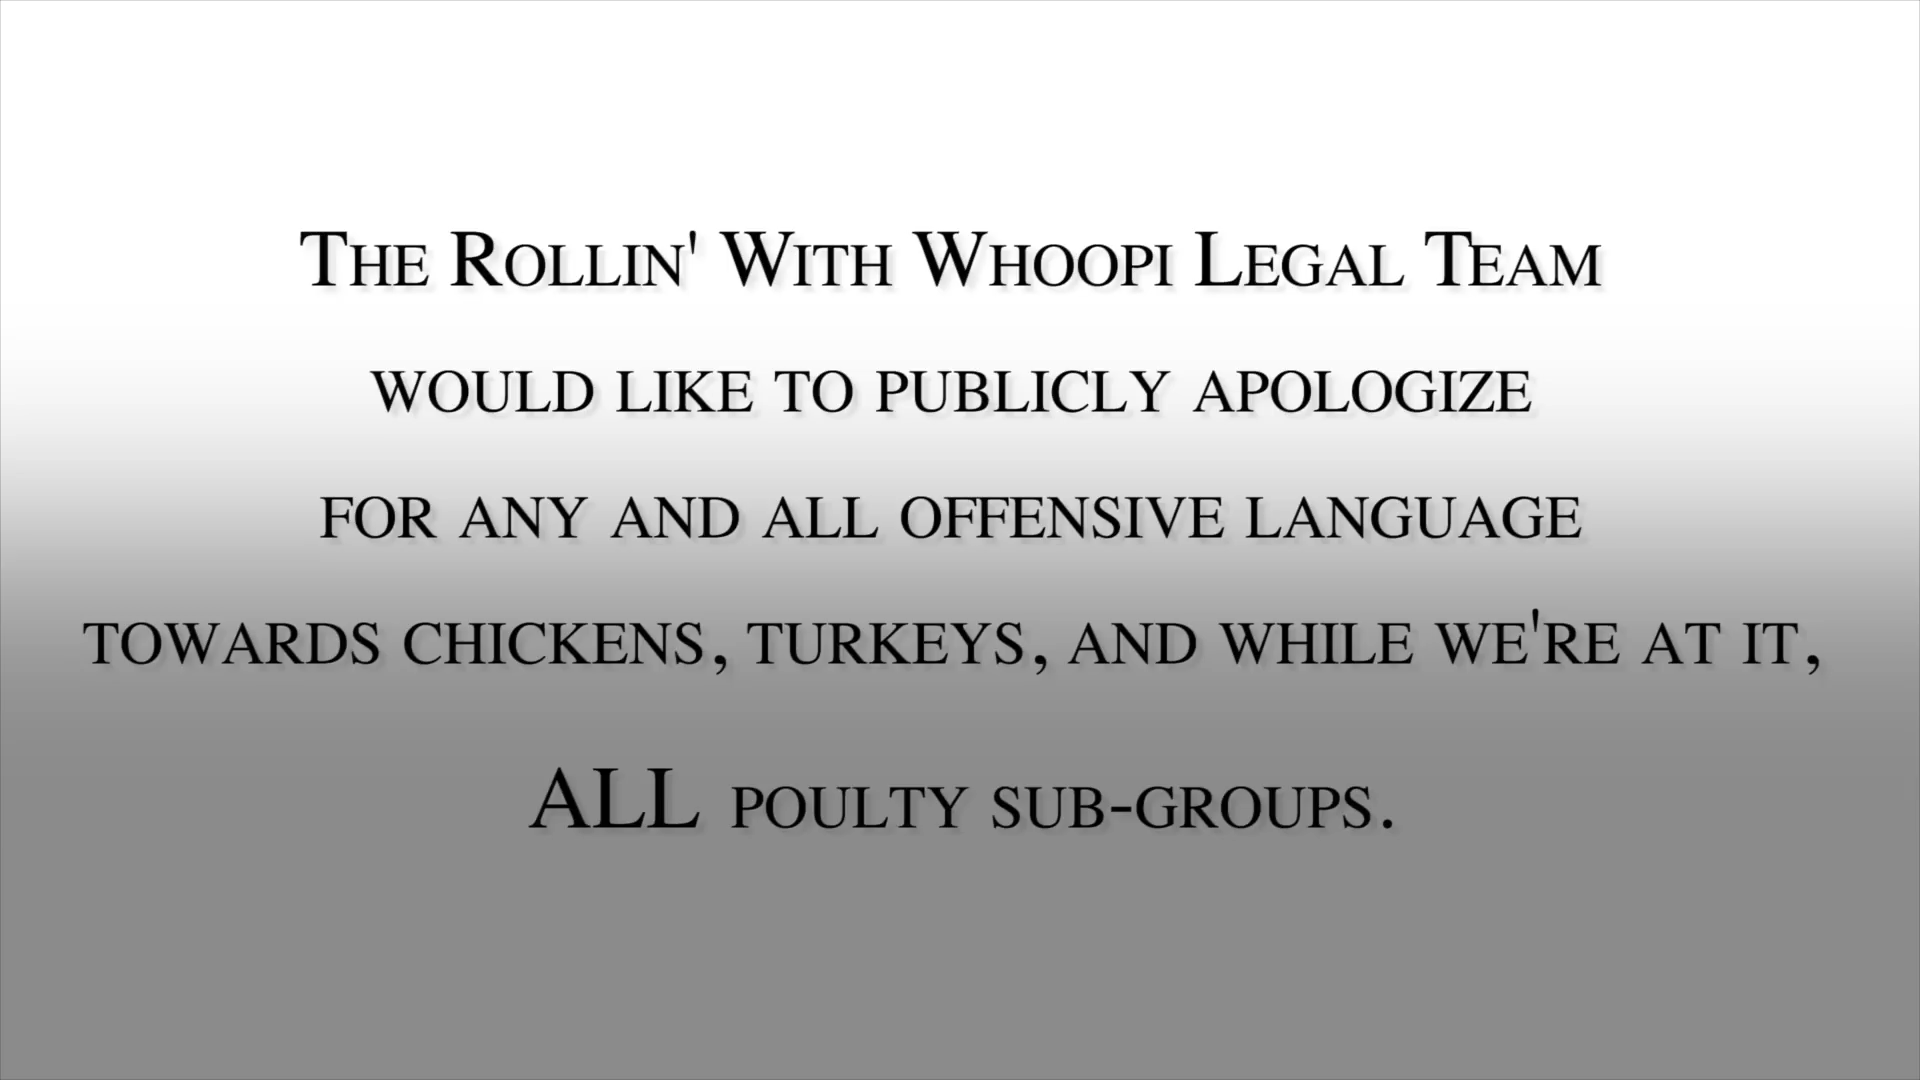 The Rollin' With Whoopi Legal Team
would like to publicly apologize
for any and all offensive language
towards chickens, turkeys, and while we're at it,
ALL poulty sub-groups.